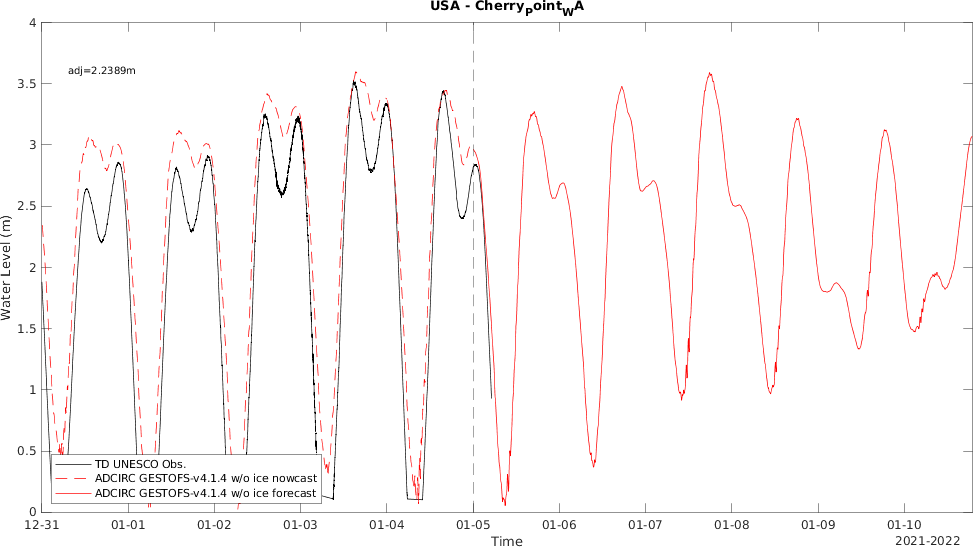 USA - CherryPointWA
4
adj=2.2389m
3.5
3
2.5
2
1.5
1
0.5
0
Water Level (m)
TD UNESCO Obs.
ADCIRC GESTOFS-v4.1.4 w/o ice nowcast
ADCIRC GESTOFS-v4.1.4 w/o ice forecast
12-31 01-01 01-02 01-03 01-04 01-05 01-06 01-07 01-08 01-09 01-10
Time
2021-2022